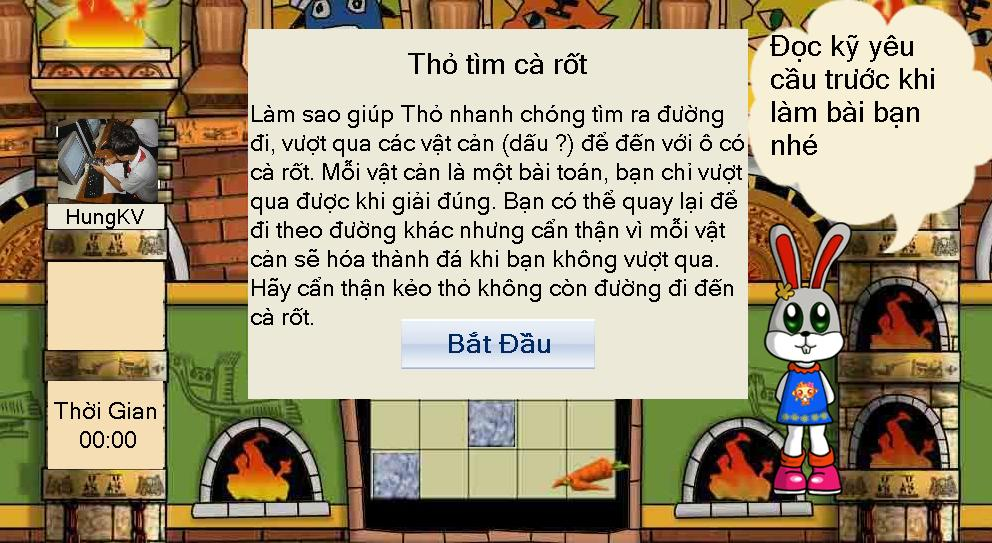 Thỏ tìm cà rốt
Làm sao giúp Thỏ nhanh chóng tìm ra đường
đi, vượt qua các vật cản (dấu ?) để đến với ô có
cà rốt. Mỗi vật cản là một bài toán, bạn chỉ vượt
qua được khi giải đúng. Bạn có thể quay lại để
đi theo đường khác nhưng cẩn thận vì mỗi vật
cản sẽ hóa thành đá khi bạn không vượt qua.
Hãy cẩn thận kẻo thỏ không còn đường đi đến
cà rốt.
Bắt Đầu
Đọc kỹ yêu
cầu trước khi
làm bài bạn
nhé
HungKV
Thời Gian
00:00